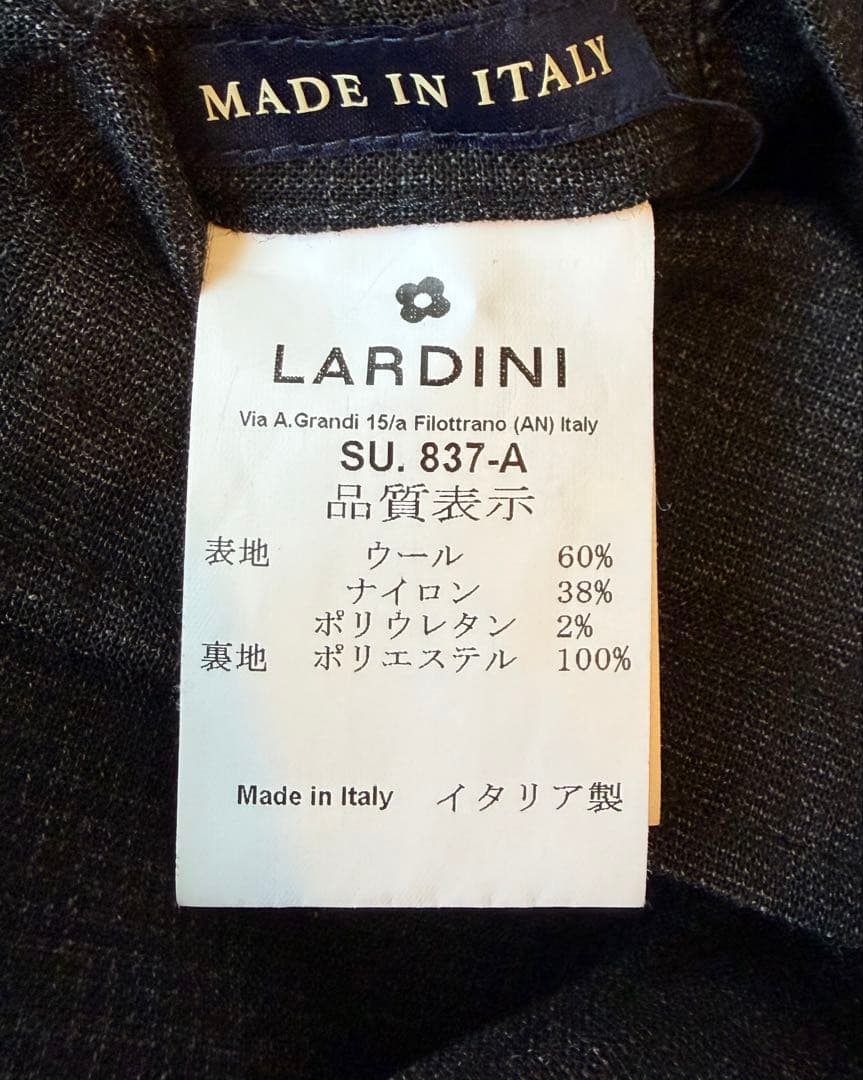 MADE IN ITALY
LARDINI
Via A.Grandi 15/a Filottrano (AN) Italy
SU. 837-A
品質表示
表地 ウール 60%
ナイロン 38%
ポリウレタン 2%
裏地 ポリエステル 100%
Made in Italy イタリア製